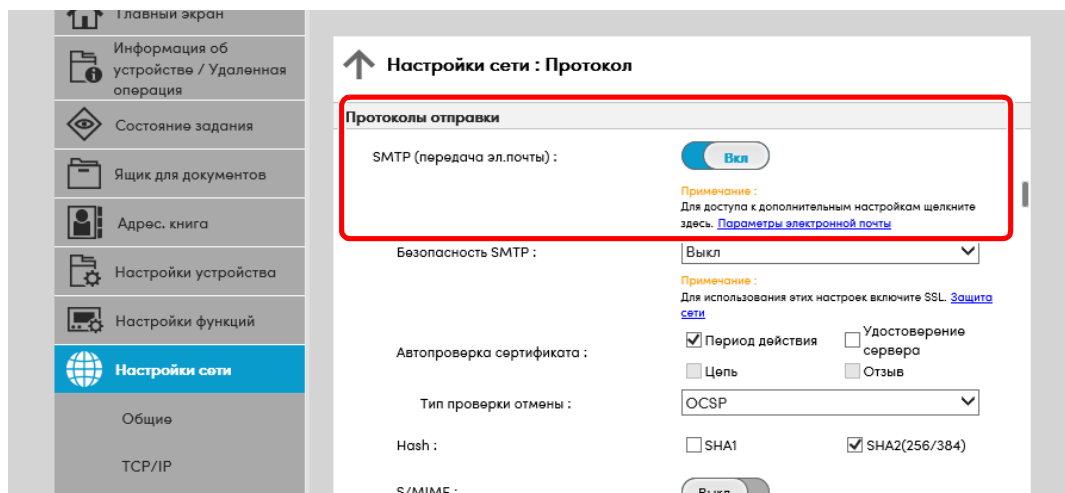 Главный экран
Информация об
устройстве / Удаленная
операция
Состояние задания
Ящик для документов
Адрес. книга
Настройки устройства
Настройки функций
Настройки сети
Общие
TCP/IP
Настройки сети : Протокол
Протоколы отправки
SMTP (передача эл.почты) :
Вкл
Примечание :
Для доступа к дополнительным настройкам щелкните
здесь. Параметры электронной почты
Безопасность SMTP :
Выкл
Примечание :
Для использования этих настроек включите SSL. Защита
сети
Автопроверка сертификата :
Период действия
Удостоверение
сервера
Цепь
Отзыв
Тип проверки отмены :
OCSP
Hash :
SHA1
SHA2(256/384)
S/MIME :
Выкл